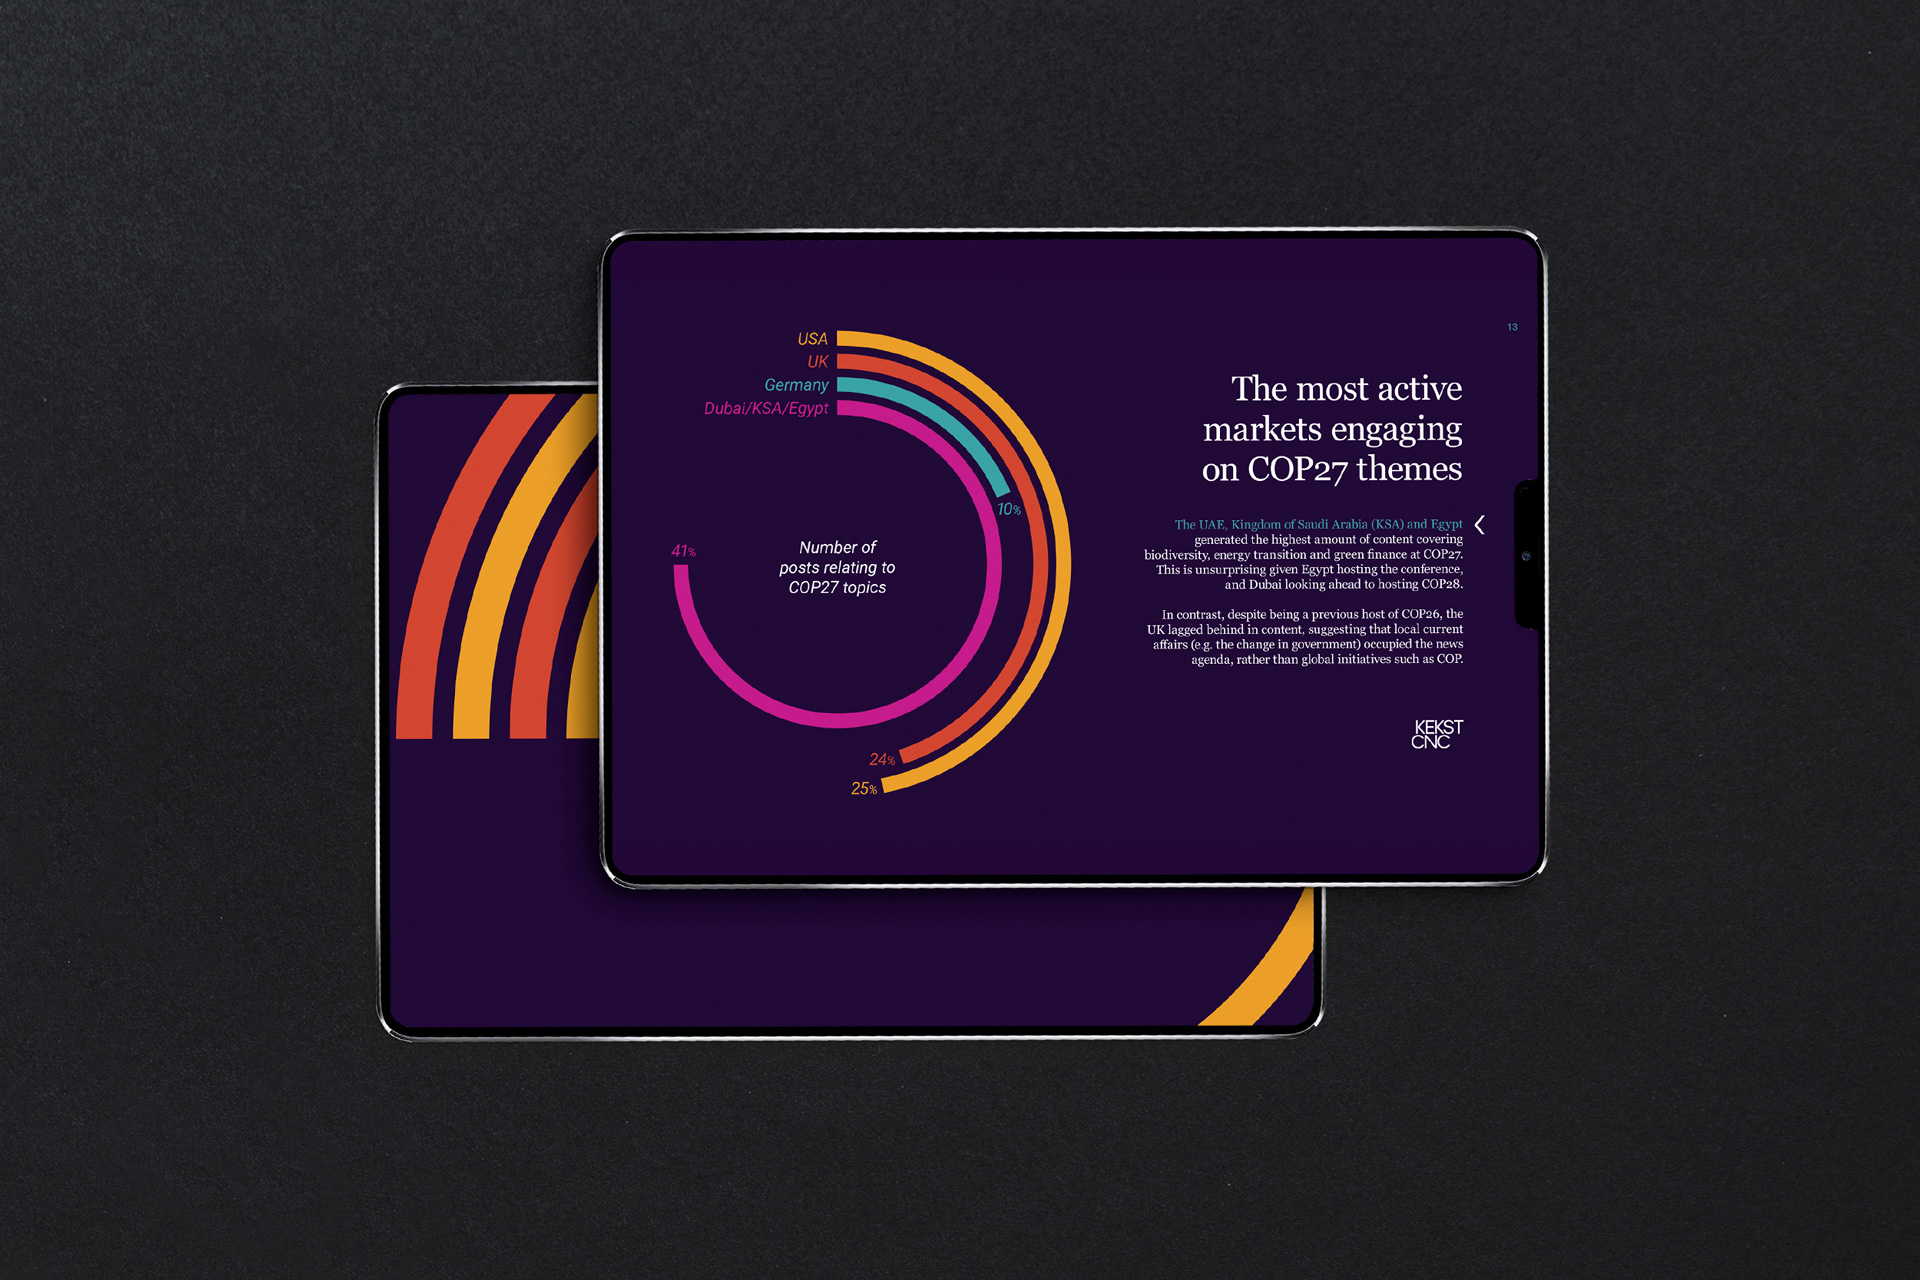 13
USA
UK
Germany
Dubai/KSA/Egypt
10%
41%
24%
25%
Number of
posts relating to
COP27 topics
The most active
markets engaging
on COP27 themes
The UAE, Kingdom of Saudi Arabia (KSA) and Egypt
generated the highest amount of content covering
biodiversity, energy transition and green finance at COP27.
This is unsurprising given Egypt hosting the conference,
and Dubai looking ahead to hosting COP28.
In contrast, despite being a previous host of COP26, the
UK lagged behind in content, suggesting that local current
affairs (e.g. the change in government) occupied the news
agenda, rather than global initiatives such as COP.
KEKST
CNC